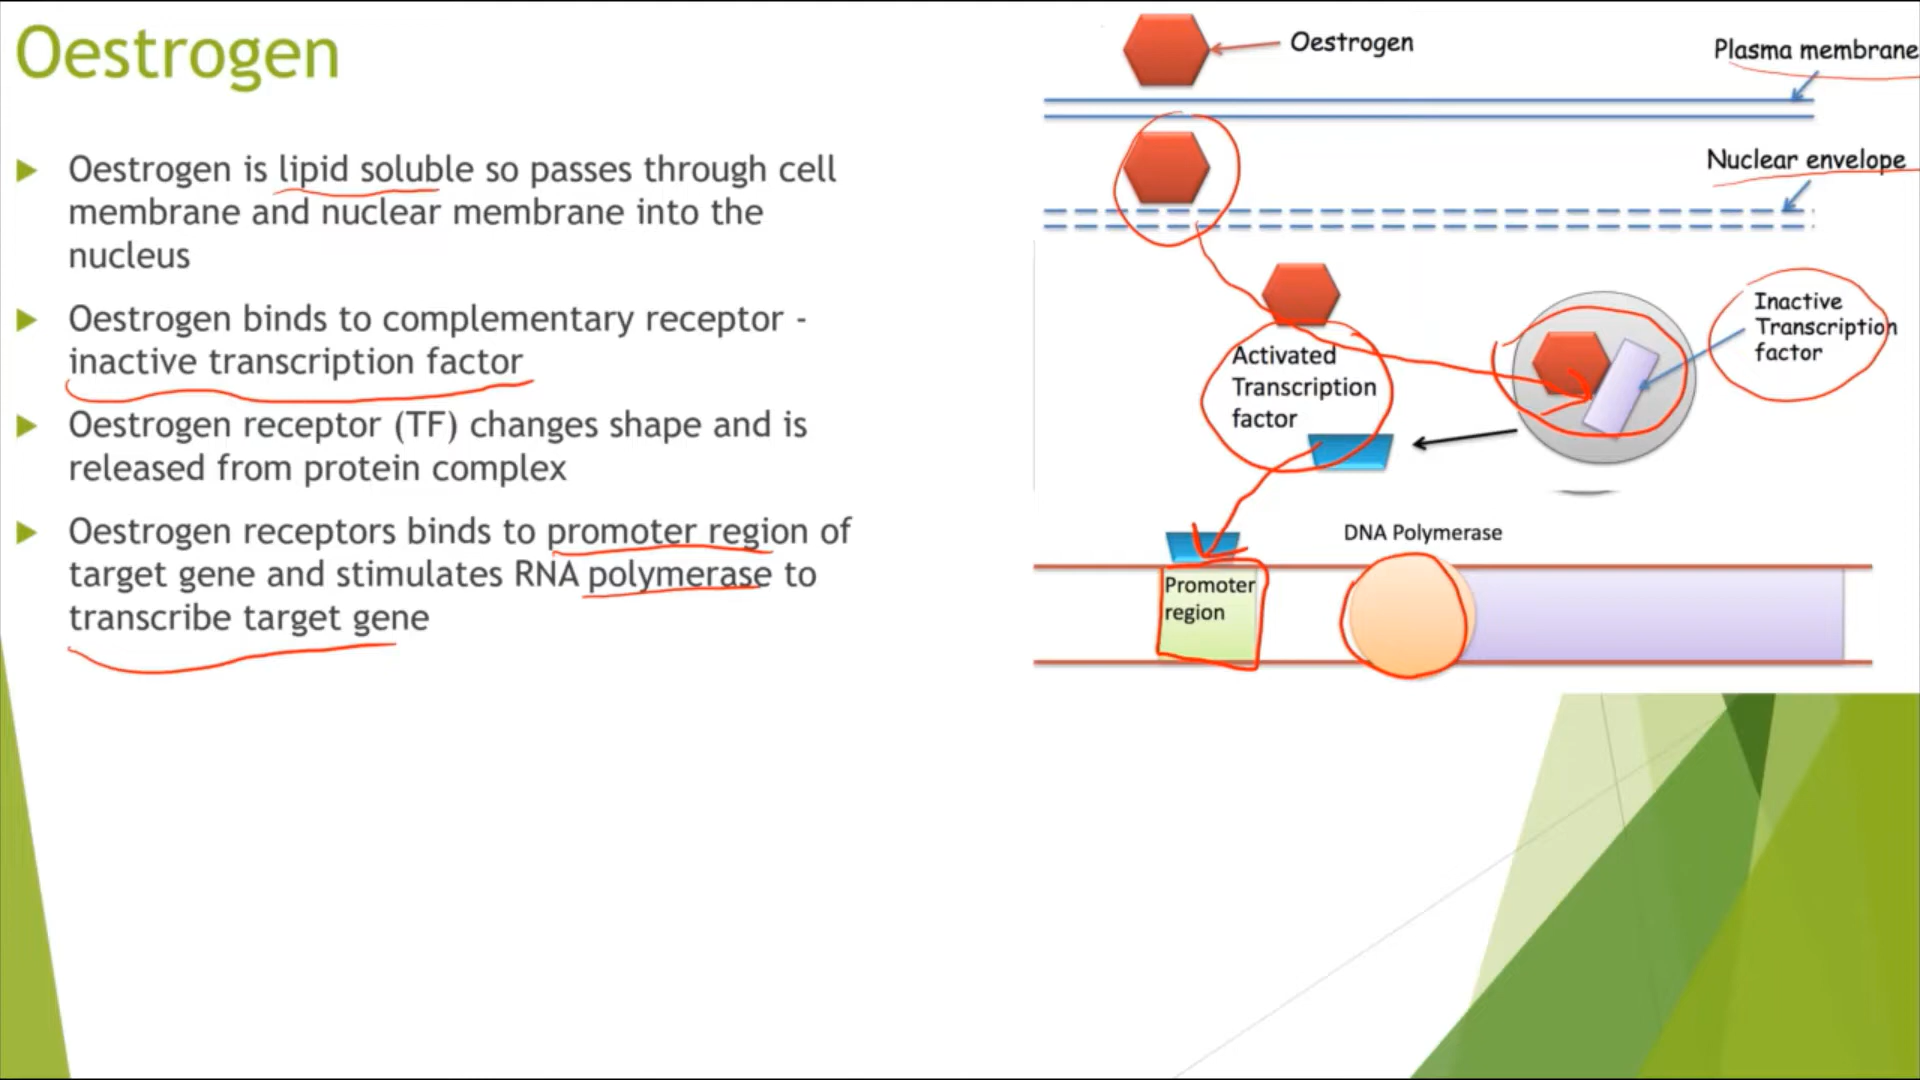 Oestrogen
Oestrogen is lipid soluble so passes through cell
membrane and nuclear membrane into the
nucleus
Oestrogen binds to complementary receptor -
inactive transcription factor
Oestrogen receptor (TF) changes shape and is
released from protein complex
Oestrogen receptors binds to promoter region of
target gene and stimulates RNA polymerase to
transcribe target gene
Oestrogen
Plasma membrane
Nuclear envelope
Inactive
Transcription
factor
Activated
Transcription
factor
DNA Polymerase
Promoter
region